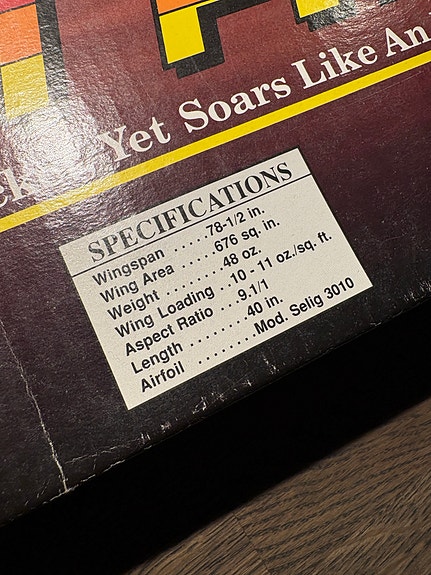 Yet Soars Like An
SPECIFICATIONS
Wingspan . . . . . .78-1/2 in.
Wing Area . . . . . .676 sq. in.
Weight . . . . . . . . .48 oz.
Wing Loading . .10 - 11 oz./sq. ft.
Aspect Ratio . . .9.1/1
Length . . . . . . . .40 in.
Airfoil . . . . . . . . .Mod. Selig 3010